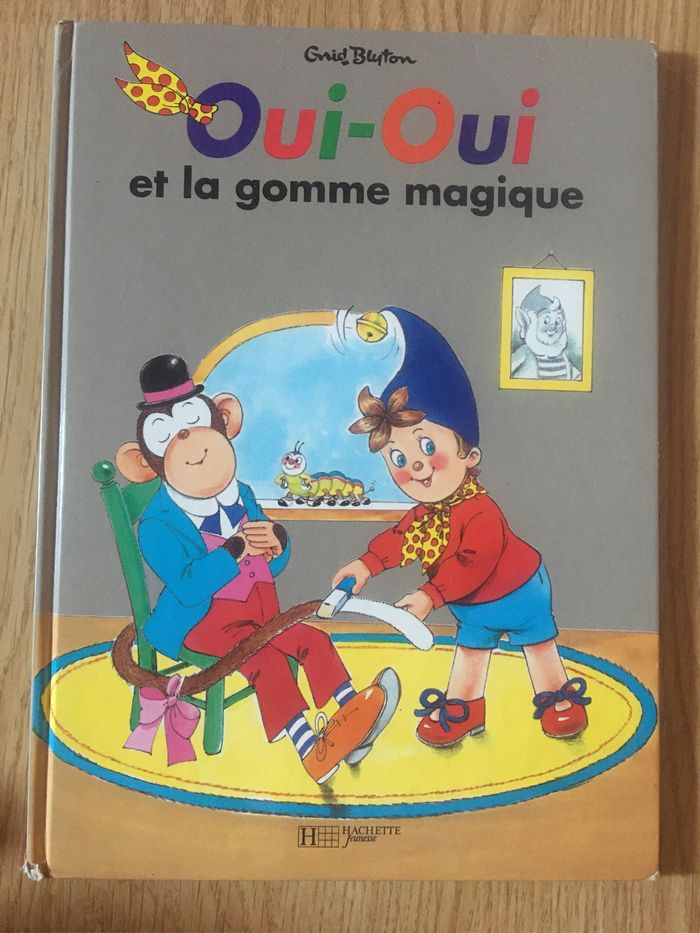 Enid Blyton
Oui-Oui
et la gomme magique
H HACHETTE
Jeunesse